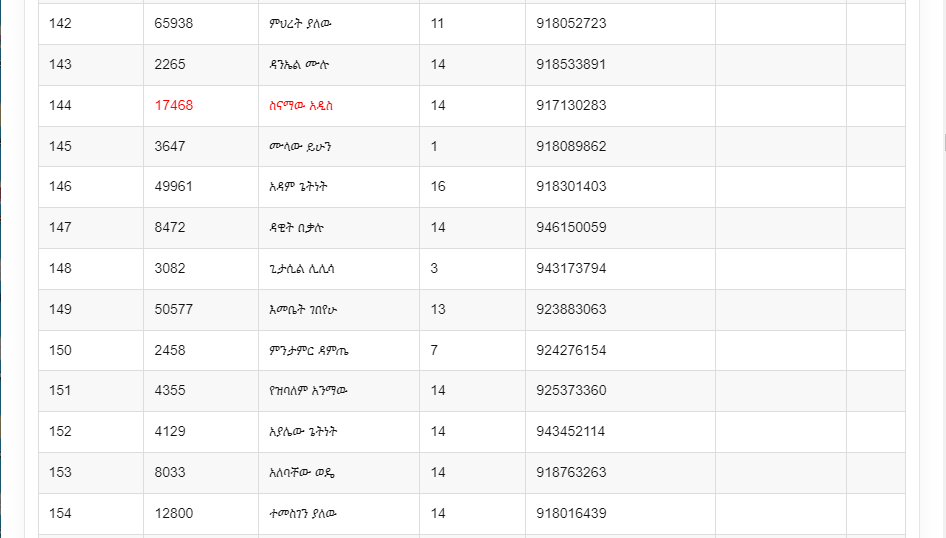 142 65938 ምህረት ያለው 11 918052723
143 2265 ዳንኤል ሙሉ 14 918533891
144 17468 ስናማው አዲስ 14 917130283
145 3647 ሙላው ይሁን 1 918089862
146 49961 አዳም ጌትነት 16 918301403
147 8472 ዳዊት በቃሉ 14 946150059
148 3082 ጊታሲል ሊሊሳ 3 943173794
149 50577 እመቤት ገበየሁ 13 923883063
150 2458 ምንታምር ዳምጤ 7 924276154
151 4355 የዝባለም አንማው 14 925373360
152 4129 አያሌው ጌትነት 14 943452114
153 8033 አለባቸው ወዴ 14 918763263
154 12800 ተመስገን ያለው 14 918016439